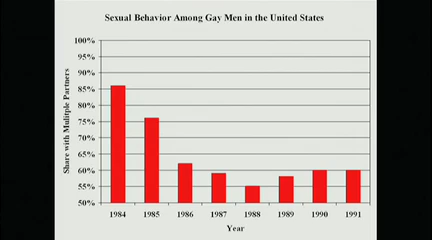 Sexual Behavior Among Gay Men in the United States
Share with Mulitple Partners
100%
95%
90%
85%
80%
75%
70%
65%
60%
55%
50%
1984 1985 1986 1987 1988 1989 1990 1991
Year